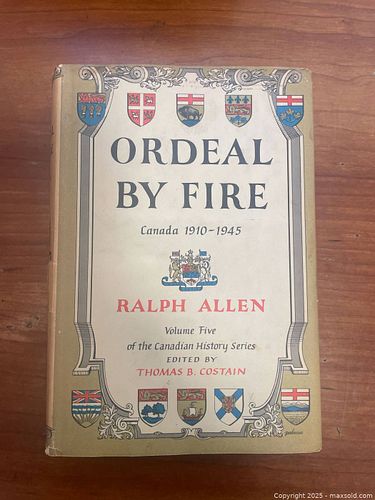 ORDEAL
BY FIRE
Canada 1910-1945
RALPH ALLEN
Volume Five
of the Canadian History Series
EDITED BY
THOMAS B. COSTAIN
Copyright © 2025 - maxsold.com